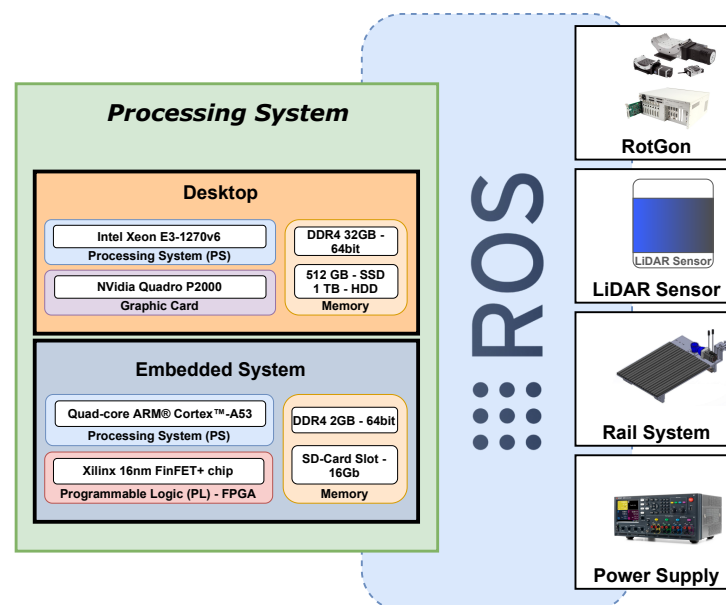 Processing System
Desktop
Intel Xeon E3-1270v6
Processing System (PS)
NVidia Quadro P2000
Graphic Card
DDR4 32GB -
64bit
512 GB - SSD
1 TB - HDD
Memory
Embedded System
Quad-core ARM® Cortex™-A53
Processing System (PS)
Xilinx 16nm FinFET+ chip
Programmable Logic (PL) - FPGA
DDR4 2GB - 64bit
SD-Card Slot -
16Gb
Memory
ROS
RotGon
LiDAR Sensor
LiDAR Sensor
Rail System
Power Supply